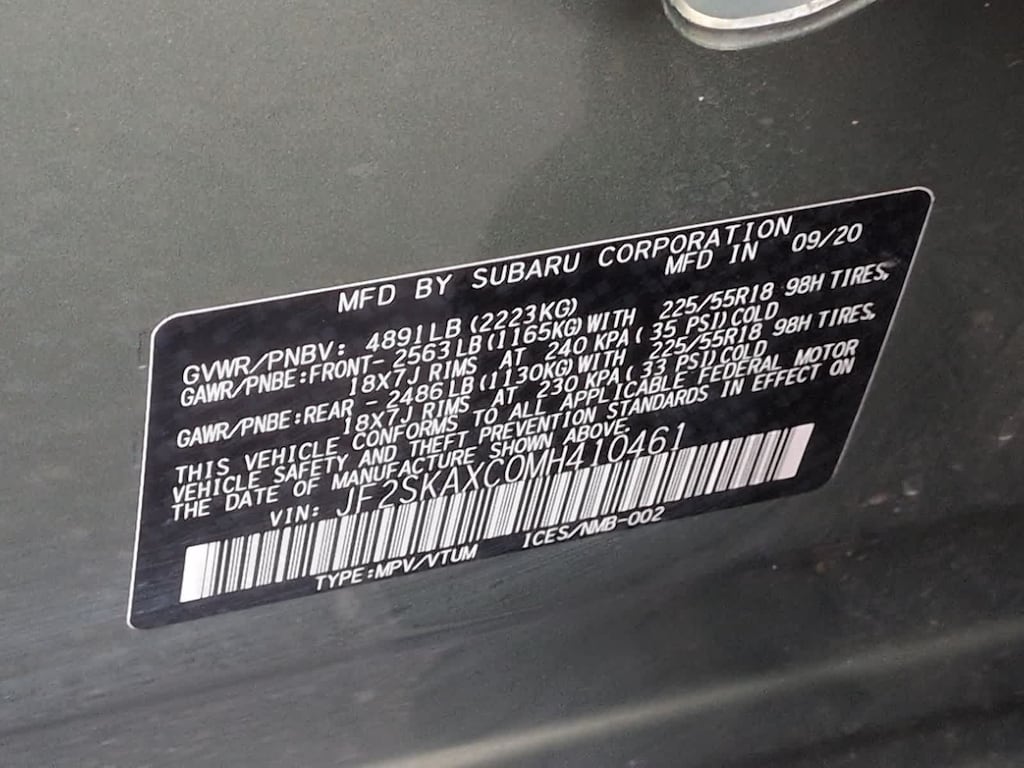 MFD BY SUBARU CORPORATION
MFD IN 09/20
GVWR/PNBV: 4891LB (2223KG)
GAWR/PNBE:FRONT-2563LB(1165KG)WITH 225/55R18 98H TIRES,
18X7J RIMS AT 240 KPA( 35 PSI)COLD
GAWR/PNBE:REAR -2486LB(1130KG)WITH 225/55R18 98H TIRES,
18X7J RIMS AT 230 KPA( 33 PSI)COLD
THIS VEHICLE CONFORMS TO ALL APPLICABLE FEDERAL MOTOR
VEHICLE SAFETY AND THEFT PREVENTION STANDARDS IN EFFECT ON
THE DATE OF MANUFACTURE SHOWN ABOVE.
VIN: JF2SKAXC0MH410461
TYPE:MPV/VTUM ICES/NMB-002